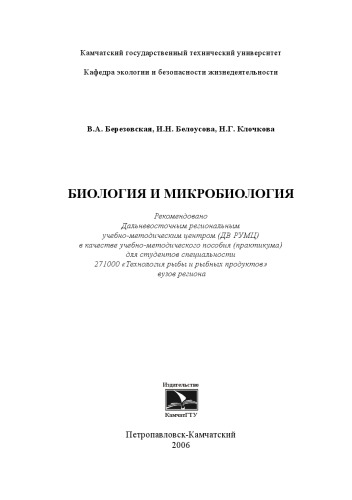 Камчатский государственный технический университет
Кафедра экологии и безопасности жизнедеятельности
В.А. Березовская, И.Н. Белоусова, Н.Г. Клочкова
БИОЛОГИЯ И МИКРОБИОЛОГИЯ
Рекомендовано
Дальневосточным региональным
учебно-методическим центром (ДВ РУМЦ)
в качестве учебно-методического пособия (практикума)
для студентов специальности
271000 «Технология рыбы и рыбных продуктов»
вузов региона
Издательство
КамчатГТУ
Петропавловск-Камчатский
2006